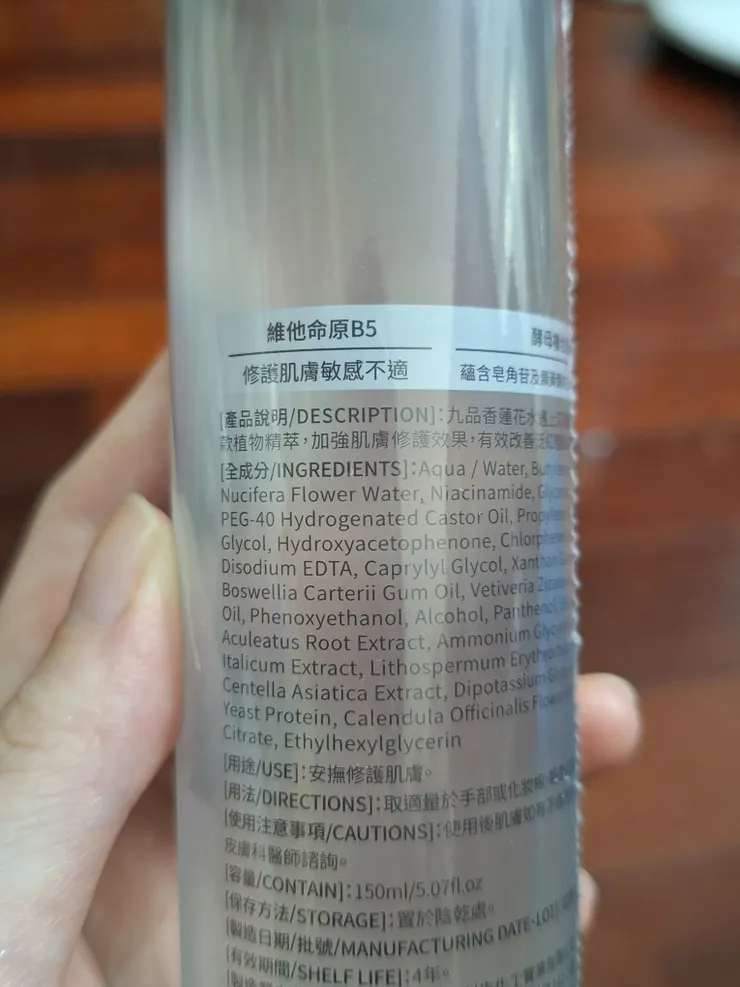 維他命原B5
修護肌膚敏感不適
酵母
蘊含皂角苷及
[產品說明/DESCRIPTION]:九品香蓮花水
款植物精萃,加強肌膚修護效果,有效改善
[全成分/INGREDIENTS]:Aqua / Water,
Nucifera Flower Water, Niacinamide,
PEG-40 Hydrogenated Castor Oil,
Glycol, Hydroxyacetophenone,
Disodium EDTA, Caprylyl Glycol, Xanthan
Boswellia Carterii Gum Oil, Vetiveria
Oil, Phenoxyethanol, Alcohol, Panthenol,
Aculeatus Root Extract, Ammonium
Italicum Extract, Lithospermum
Centella Asiatica Extract, Dipotassium
Yeast Protein, Calendula Officinalis
Citrate, Ethylhexylglycerin
[用途/USE]:安撫修護肌膚。
[用法/DIRECTIONS]:取適量於手部或化妝棉,
[使用注意事項/CAUTIONS]:使用後肌膚如有
皮膚科醫師諮詢。
[容量/CONTAIN]:150ml/5.07fl.oz
[保存方法/STORAGE]:置於陰乾處。
[製造日期/批號/MANUFACTURING DATE・LOT]:
[有效期間/SHELF LIFE]:4年。